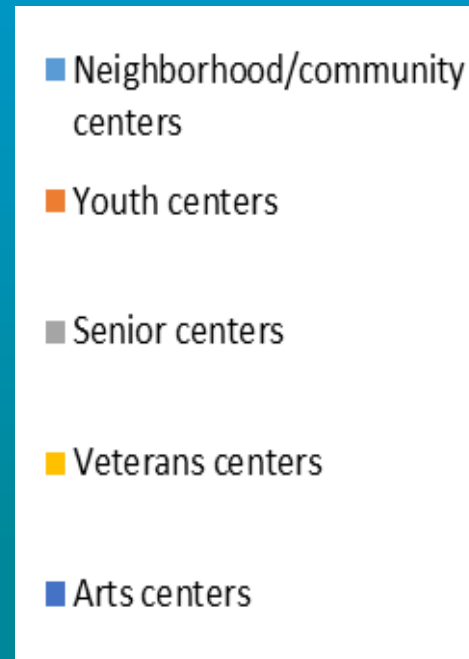 Neighborhood/community
centers
Youth centers
Senior centers
Veterans centers
Arts centers